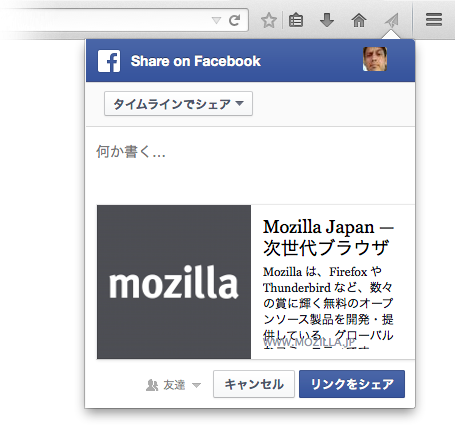 Share on Facebook
タイムラインでシェア
何か書く...
mozilla
Mozilla Japan —
次世代ブラウザ
Mozilla は、Firefox や
Thunderbird など、数々
の賞に輝く無料のオープ
ンソース製品を開発・提
供している、グローバル
WWW.MOZILLA.JP
友達
キャンセル
リンクをシェア